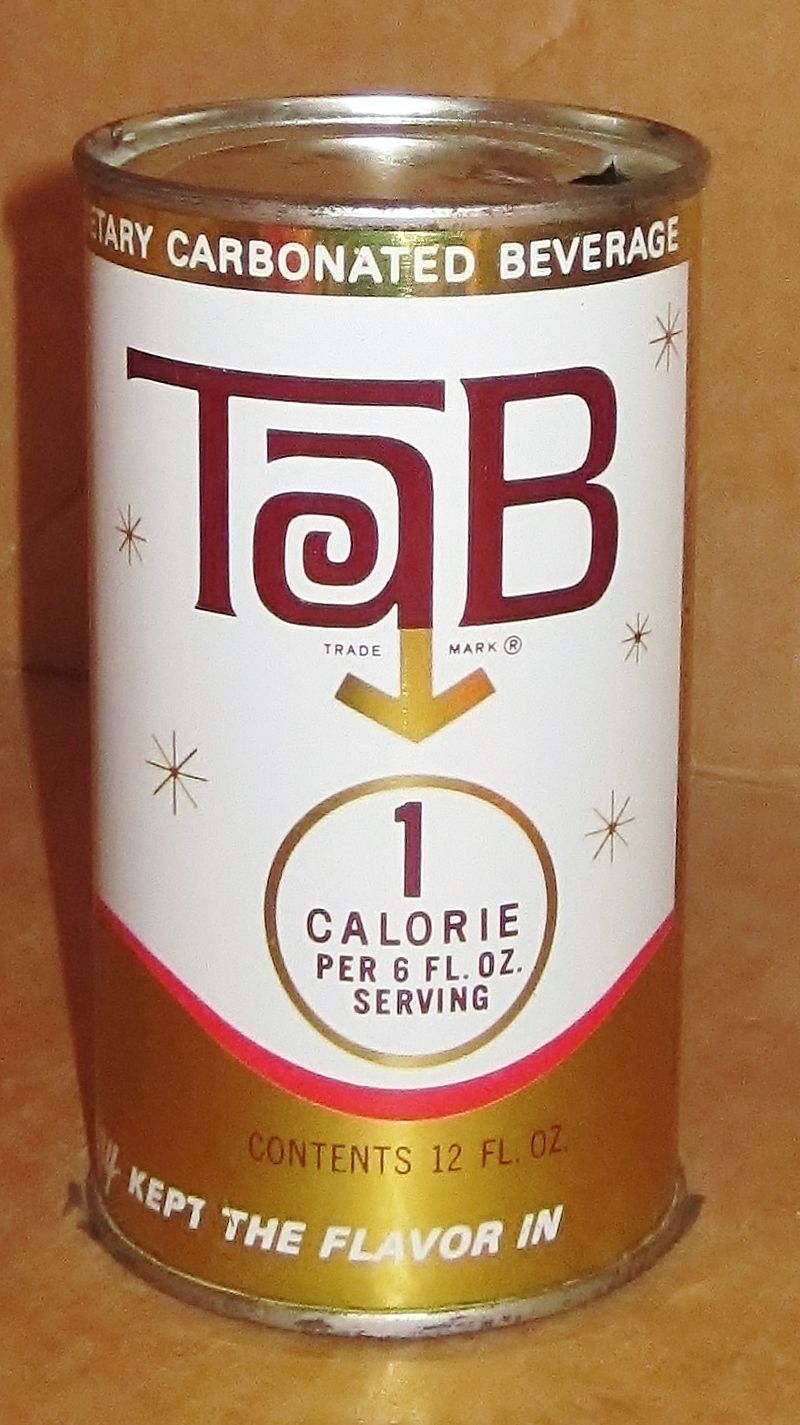 CARBONATED BEVERAGE
TaB
TRADE MARK ®
1
CALORIE
PER 6 FL. OZ.
SERVING
CONTENTS 12 FL. OZ.
KEPT THE FLAVOR IN